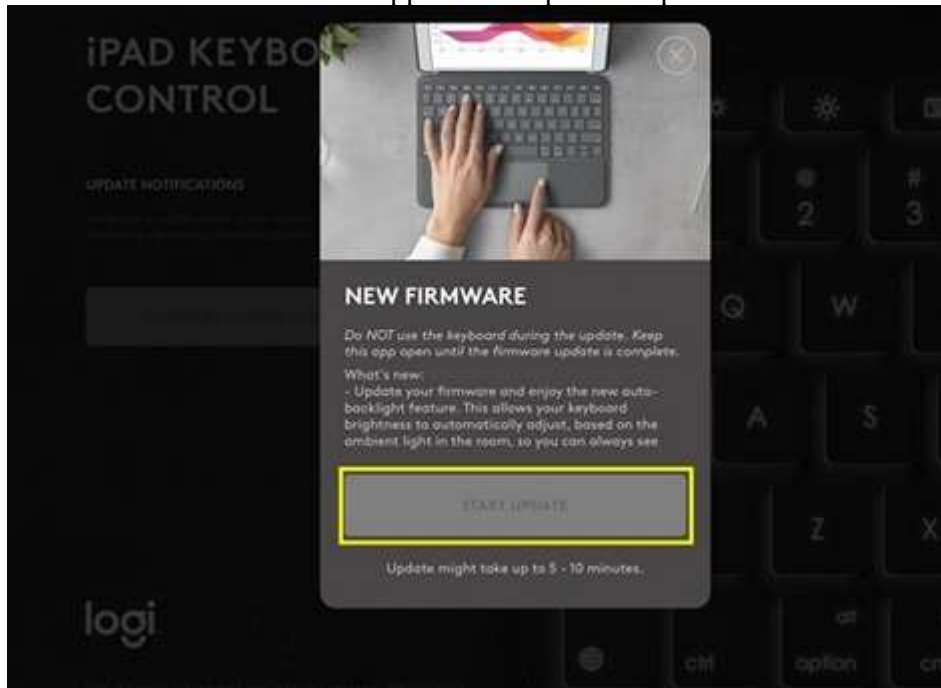 iPAD KEYBO
CONTROL
UPDATE NOTIFICATIONS
NEW FIRMWARE
Do NOT use the keyboard during the update. Keep
this app open until the firmware update is complete.
What's new:
- Update your firmware and enjoy the new auto-
backlight feature. This allows your keyboard
brightness to automatically adjust, based on the
ambient light in the room, so you can always see
START UPDATE
Update might take up to 5 - 10 minutes.
logi
@
2
#
3
Q
W
A
S
Z
X
ctrl
alt
option